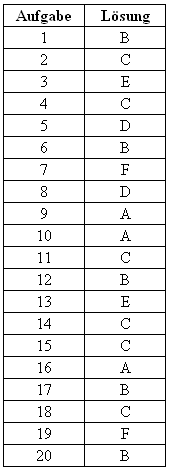 Aufgabe Lösung
1 B
2 C
3 E
4 C
5 D
6 B
7 F
8 D
9 A
10 A
11 C
12 B
13 E
14 C
15 C
16 A
17 B
18 C
19 F
20 B